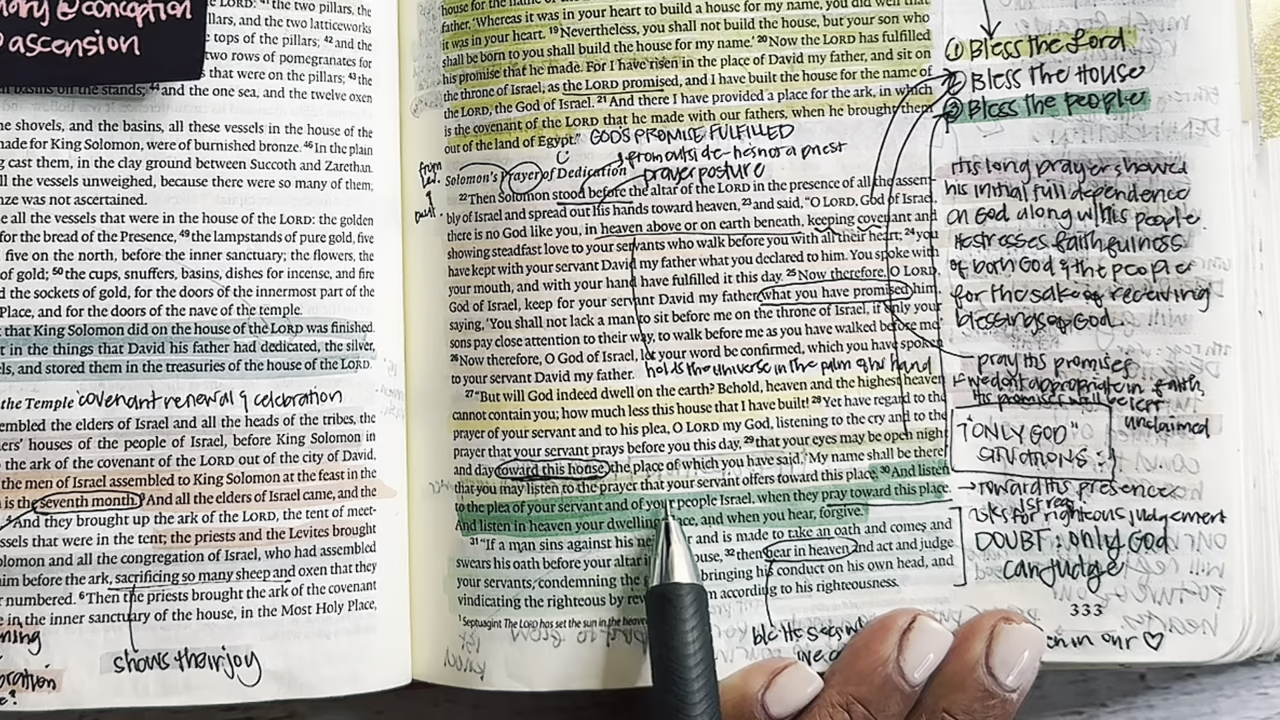 mary @ conception
ascension
the LORD: 41 the two pillars, the
pillars, and the two latticeworks
e tops of the pillars; 42 and the
two rows of pomegranates for
s that were on the pillars; 43 the
basins on the stands; 44 and the one sea, and the twelve oxen
he shovels, and the basins, all these vessels in the house of the
made for King Solomon, were of burnished bronze. 46 In the plain
g cast them, in the clay ground between Succoth and Zarethan.
ll the vessels unweighed, because there were so many of them;
nze was not ascertained.
e all the vessels that were in the house of the LORD: the golden
for the bread of the Presence, 49 the lampstands of pure gold, five
five on the north, before the inner sanctuary; the flowers, the
of gold; 50 the cups, snuffers, basins, dishes for incense, and fire
d the sockets of gold, for the doors of the innermost part of the
Place, and for the doors of the nave of the temple.
that King Solomon did on the house of the LORD was finished.
t in the things that David his father had dedicated, the silver,
els, and stored them in the treasuries of the house of the LORD.
the Temple covenant renewal & celebration
embled the elders of Israel and all the heads of the tribes, the
ers' houses of the people of Israel, before King Solomon in
the ark of the covenant of the LORD out of the city of David,
the men of Israel assembled to King Solomon at the feast in the
is the seventh month. 3 And all the elders of Israel came, and the
4 And they brought up the ark of the LORD, the tent of meet-
ssels that were in the tent; the priests and the Levites brought
olomon and all the congregation of Israel, who had assembled
im before the ark, sacrificing so many sheep and oxen that they
r numbered. 6 Then the priests brought the ark of the covenant
e in the inner sanctuary of the house, in the Most Holy Place,
shows their joy
house for the name of
father, 'Whereas it was in your heart to build a house for my name, you did well that
it was in your heart. 19 Nevertheless, you shall not build the house, but your son who
shall be born to you shall build the house for my name.' 20 Now the LORD has fulfilled
his promise that he made. For I have risen in the place of David my father, and sit on
the throne of Israel, as the LORD promised, and I have built the house for the name of
the LORD, the God of Israel. 21 And there I have provided a place for the ark, in which
is the covenant of the LORD that he made with our fathers, when he brought them
out of the land of Egypt." GOD'S PROMISE FULFILLED
from outside - hes not a priest
Solomon's Prayer of Dedication prayer posture
22 Then Solomon stood before the altar of the LORD in the presence of all the assem-
bly of Israel and spread out his hands toward heaven, 23 and said, "O LORD, God of Israel,
there is no God like you, in heaven above or on earth beneath, keeping covenant and
showing steadfast love to your servants who walk before you with all their heart; 24 you
have kept with your servant David my father what you declared to him. You spoke with
your mouth, and with your hand have fulfilled it this day. 25 Now therefore, O LORD,
God of Israel, keep for your servant David my father what you have promised him,
saying, 'You shall not lack a man to sit before me on the throne of Israel, if only your
sons pay close attention to their way, to walk before me as you have walked before me.'
26 Now therefore, O God of Israel, let your word be confirmed, which you have spoken
to your servant David my father. holds the universe in the palm of his hand
27 "But will God indeed dwell on the earth? Behold, heaven and the highest heaven
cannot contain you; how much less this house that I have built! 28 Yet have regard to the
prayer of your servant and to his plea, O LORD my God, listening to the cry and to the
prayer that your servant prays before you this day, 29 that your eyes may be open night
and day toward this house, the place of which you have said, 'My name shall be there,'
that you may listen to the prayer that your servant offers toward this place. 30 And listen
to the plea of your servant and of your people Israel, when they pray toward this place.
And listen in heaven your dwelling place, and when you hear, forgive.
31 "If a man sins against his nei r and is made to take an oath and comes and
swears his oath before your altar i ouse, 32 then hear in heaven and act and judge
your servants, condemning the bringing his conduct on his own head, and
vindicating the righteous by rew m according to his righteousness.
1 Septuagint The LORD has set the sun in the heave
① Bless the Lord
② Bless the House
③ Bless the people
His long prayer showed
his initial full dependence
on God along w/ his people
He stresses faithfulness
of both God & the people
for the sake of receiving
blessings of God.
pray His promises
we dont appropriate in faith,
His promises will be left
unclaimed
"ONLY GOD"
SITUATIONS:
→ Toward His presence
Asks for righteous judgement
DOUBT: only God
can judge
333
in our ♡